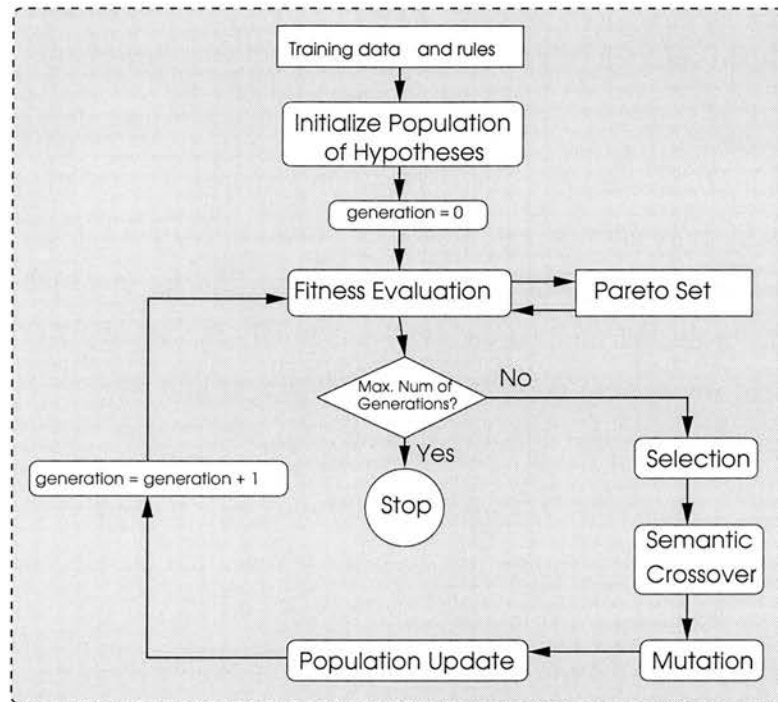 Training data and rules
Initialize Population
of Hypotheses
generation = 0
Fitness Evaluation
Pareto Set
Max. Num of
Generations?
No
Yes
Selection
generation = generation + 1
Stop
Semantic
Crossover
Population Update
Mutation